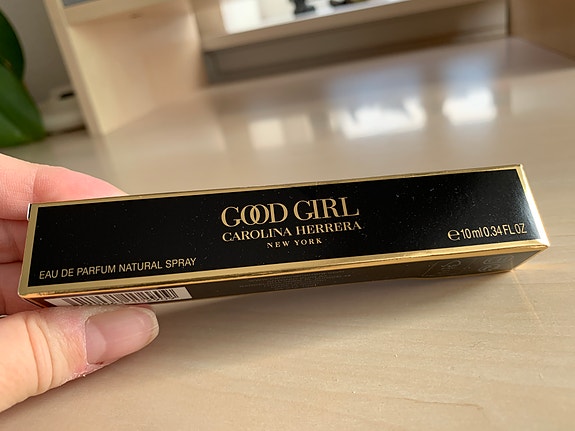 GOOD GIRL
CAROLINA HERRERA
NEW YORK
EAU DE PARFUM NATURAL SPRAY
℮10ml 0.34 FL OZ